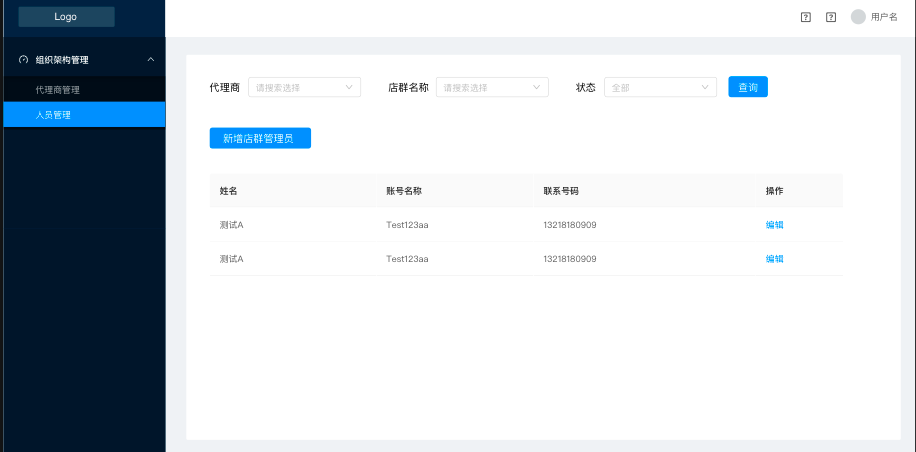 Logo
用户名
组织架构管理
代理商管理
人员管理
代理商 请搜索选择 店群名称 请搜索选择 状态 全部 查询
新增店群管理员
姓名 账号名称 联系号码 操作
测试A Test123aa 13218180909 编辑
测试A Test123aa 13218180909 编辑